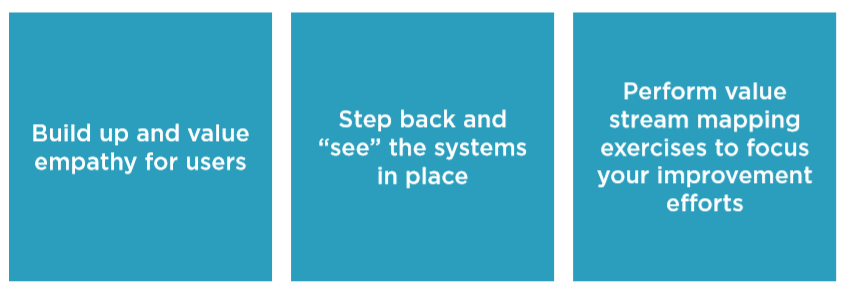 Build up and value
empathy for users
Step back and
“see” the systems
in place
Perform value
stream mapping
exercises to focus
your improvement
efforts